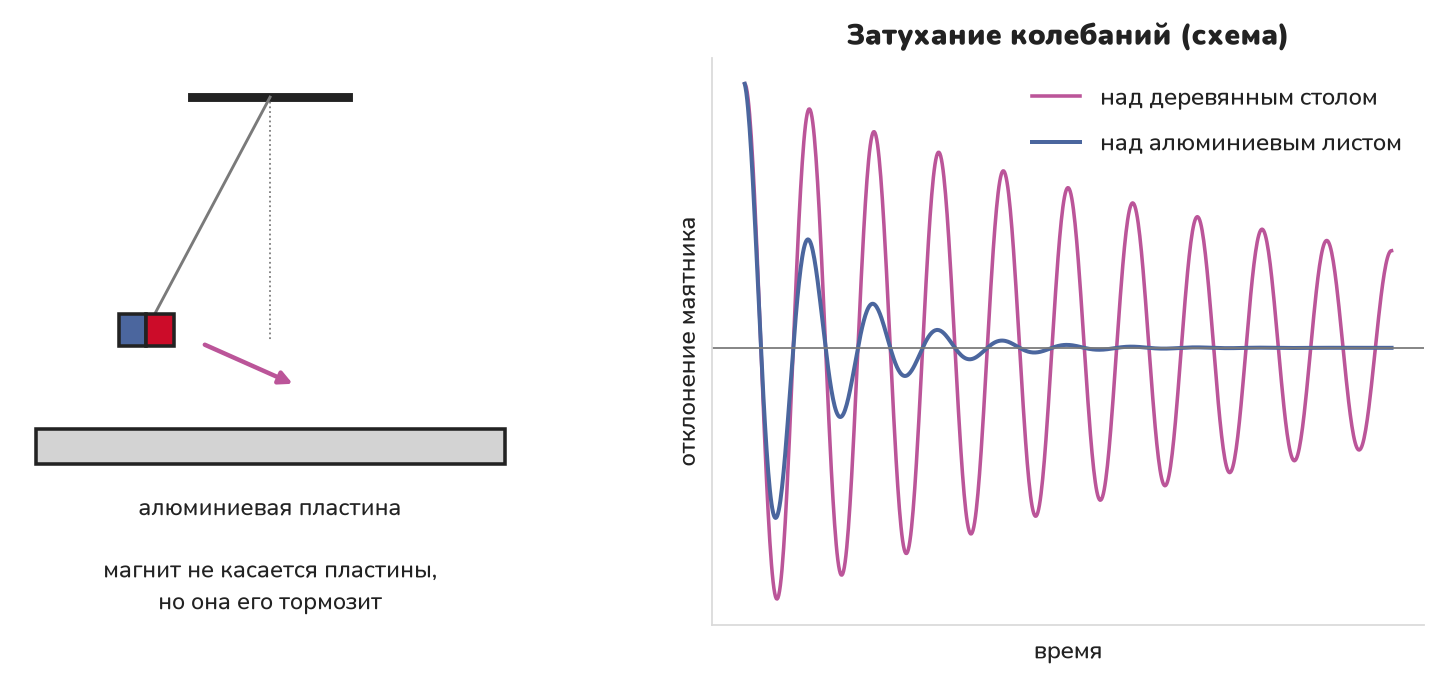 алюминиевая пластина
магнит не касается пластины,
но она его тормозит
Затухание колебаний (схема)
над деревянным столом
над алюминиевым листом
отклонение маятника
время